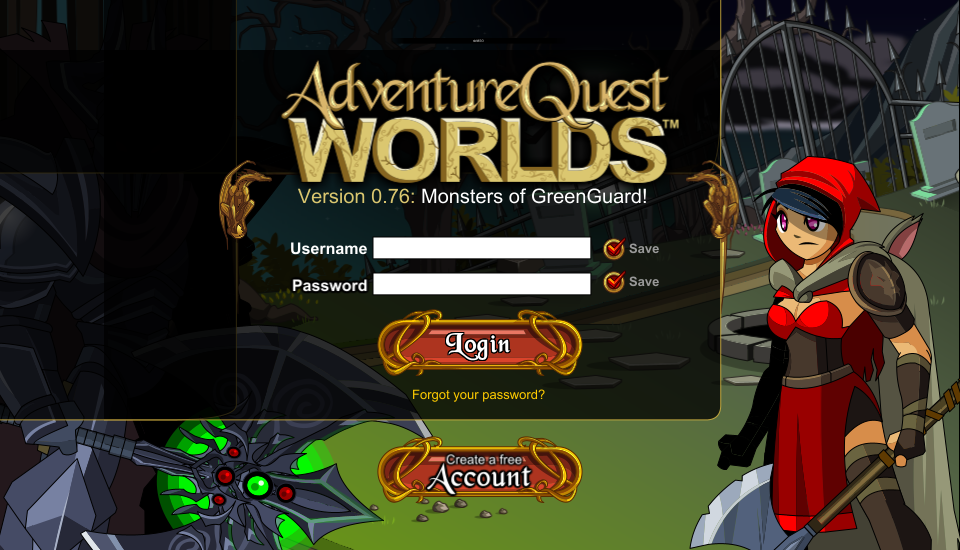 AdventureQuest
WORLDS™
Version 0.76: Monsters of GreenGuard!
Username
Save
Password
Save
Login
Forgot your password?
Create a free
Account